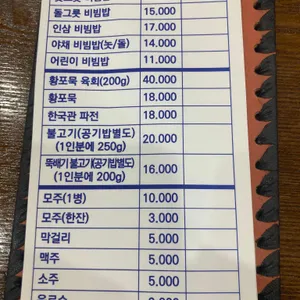 돌그릇 비빔밥 15.000
인삼 비빔밥 17.000
야채 비빔밥(놋/돌) 14.000
어린이 비빔밥 11.000
황포묵 육회(200g) 40.000
황포묵 18.000
한국관 파전 18.000
불고기(공기밥별도)
(1인분에 250g) 20.000
뚝배기 불고기(공기밥별도)
(1인분에 200g) 16.000
모주(1병) 10.000
모주(한잔) 3.000
막걸리 5.000
맥주 5.000
소주 5.000